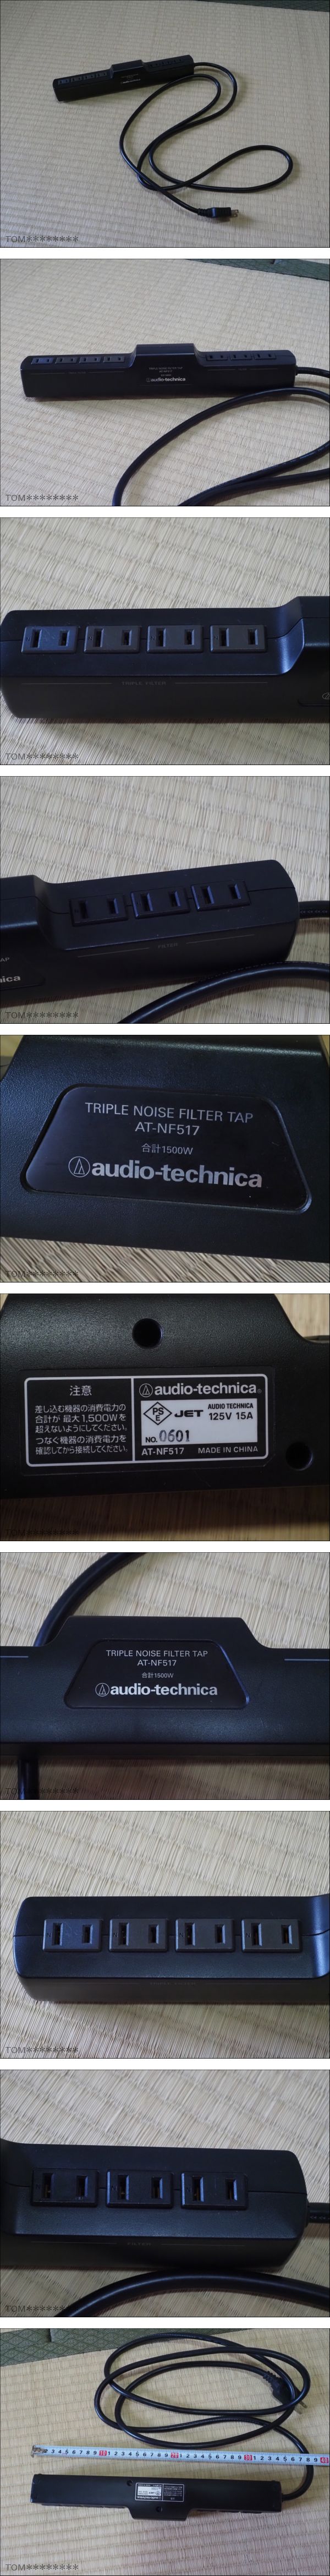 TOM********
audio-technica
TOM********
TRIPLE FILTER
TOM********
TAP
nica
FILTER
TOM********
TRIPLE NOISE FILTER TAP
AT-NF517
合計1500W
audio-technica
TOM********
注意
差し込む機器の消費電力の
合計が 最大1,500Wを
超えないようにしてください。
つなぐ機器の消費電力を
確認してから接続してください。
audio-technica®
PS
E
JET
AUDIO TECHNICA
125V 15A
NO. 0601
AT-NF517 MADE IN CHINA
TRIPLE NOISE FILTER TAP
AT-NF517
合計1500W
audio-technica
TOM********
TOM********
TOM********